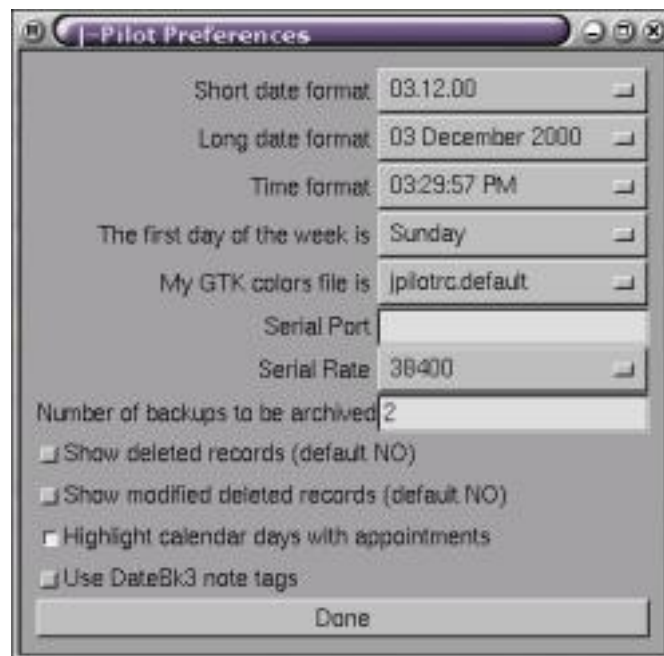 J-Pilot Preferences
Short date format 03.12.00
Long date format 03 December 2000
Time format 03:29:57 PM
The first day of the week is Sunday
My GTK colors file is jpilotrc.default
Serial Port
Serial Rate 38400
Number of backups to be archived 2
Show deleted records (default NO)
Show modified deleted records (default NO)
Highlight calendar days with appointments
Use DateBk3 note tags
Done